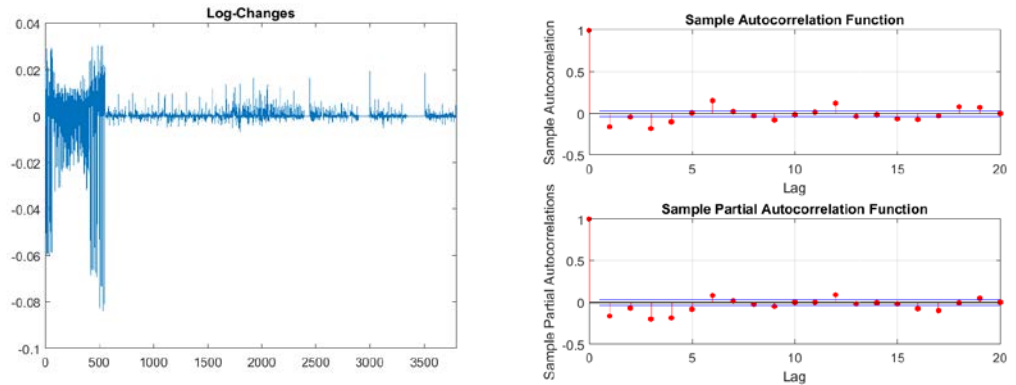 Log-Changes
0.04
0.02
0
-0.02
-0.04
-0.06
-0.08
-0.1
0 500 1000 1500 2000 2500 3000 3500
Sample Autocorrelation Function
Sample Autocorrelation
1
0.5
0
-0.5
0 5 10 15 20
Lag
Sample Partial Autocorrelation Function
Sample Partial Autocorrelations
1
0.5
0
-0.5
0 5 10 15 20
Lag